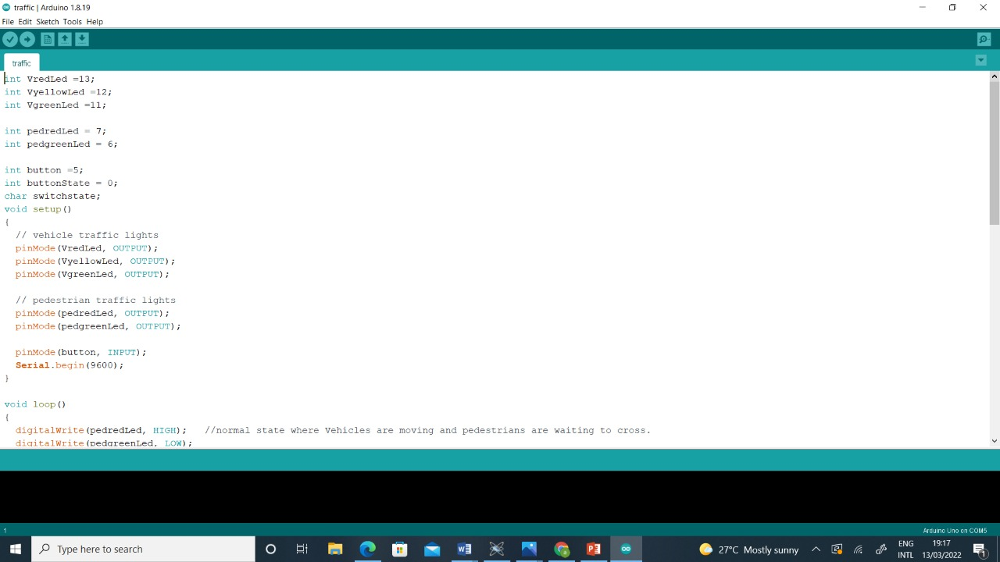 traffic | Arduino 1.8.19
File Edit Sketch Tools Help
traffic
int VredLed =13;
int VyellowLed =12;
int VgreenLed =11;
int pedredLed = 7;
int pedgreenLed = 6;
int button =5;
int buttonState = 0;
char switchstate;
void setup()
{
// vehicle traffic lights
pinMode(VredLed, OUTPUT);
pinMode(VyellowLed, OUTPUT);
pinMode(VgreenLed, OUTPUT);
// pedestrian traffic lights
pinMode(pedredLed, OUTPUT);
pinMode(pedgreenLed, OUTPUT);
pinMode(button, INPUT);
Serial.begin(9600);
}
void loop()
{
digitalWrite(pedredLed, HIGH); //normal state where Vehicles are moving and pedestrians are waiting to cross.
digitalWrite(pedgreenLed, LOW);
1
Arduino Uno on COM5
Type here to search
27°C Mostly sunny
ENG
INTL
19:17
13/03/2022
1